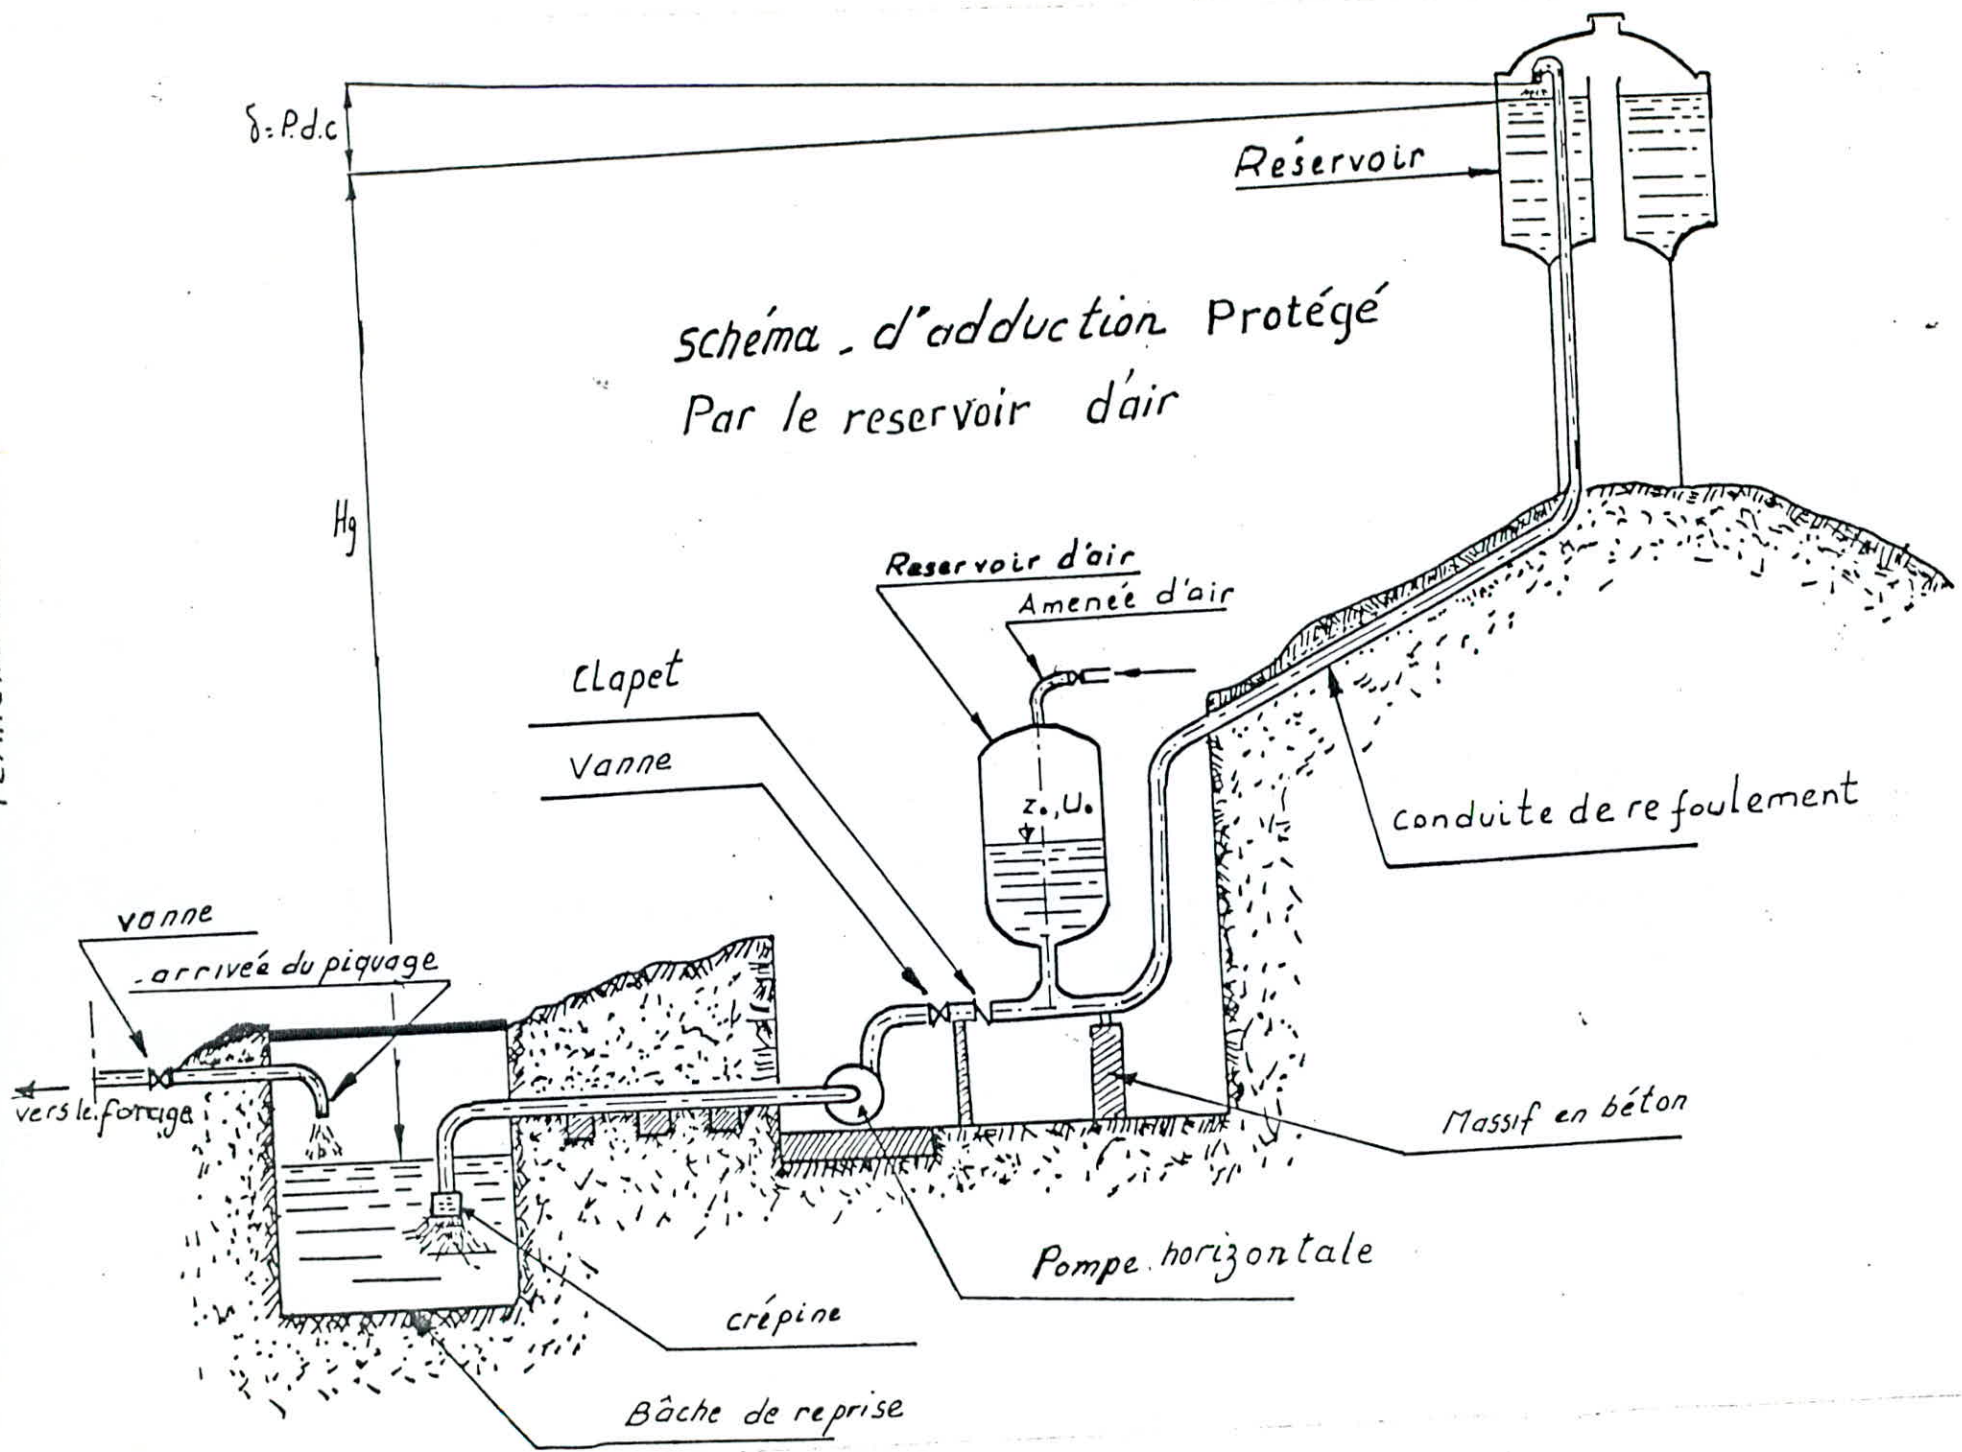 δ= P.d.c
Réservoir
schéma - d'adduction Protégé
Par le reservoir d'air
Hg
Reservoir d'air
Amenée d'air
Clapet
Vanne
z₀, U₀
conduite de refoulement
vanne
arrivée du piquage
vers le forage
Massif en béton
Pompe horizontale
crépine
Bâche de reprise